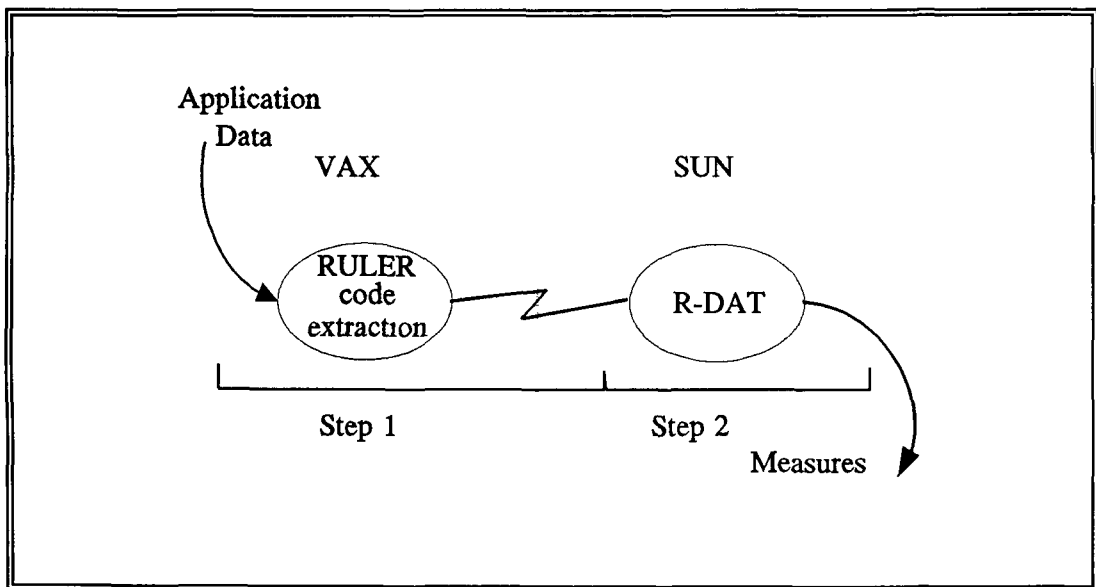 Application
Data
VAX
SUN
RULER
code
extraction
R-DAT
Step 1
Step 2
Measures